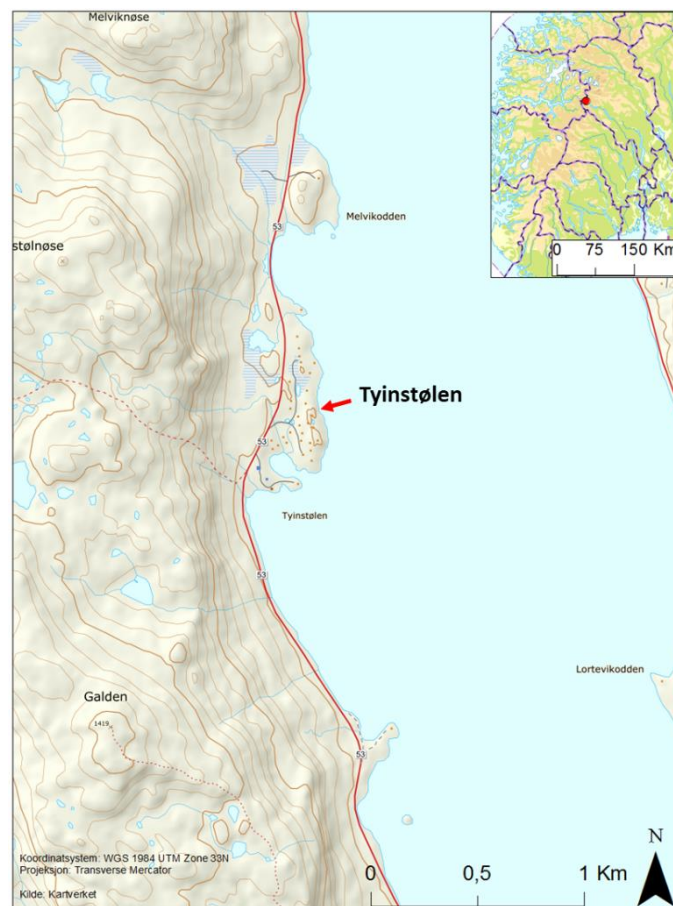 Melviknøse
0 75 150 Km
Melvikodden
53
stølnøse
Tyinstølen
53
Tyinstølen
53
Lortevikodden
Galden
1419
53
Koordinatsystem: WGS 1984 UTM Zone 33N
Projeksjon: Transverse Mercator
Kilde: Kartverket
0 0,5 1 Km
N